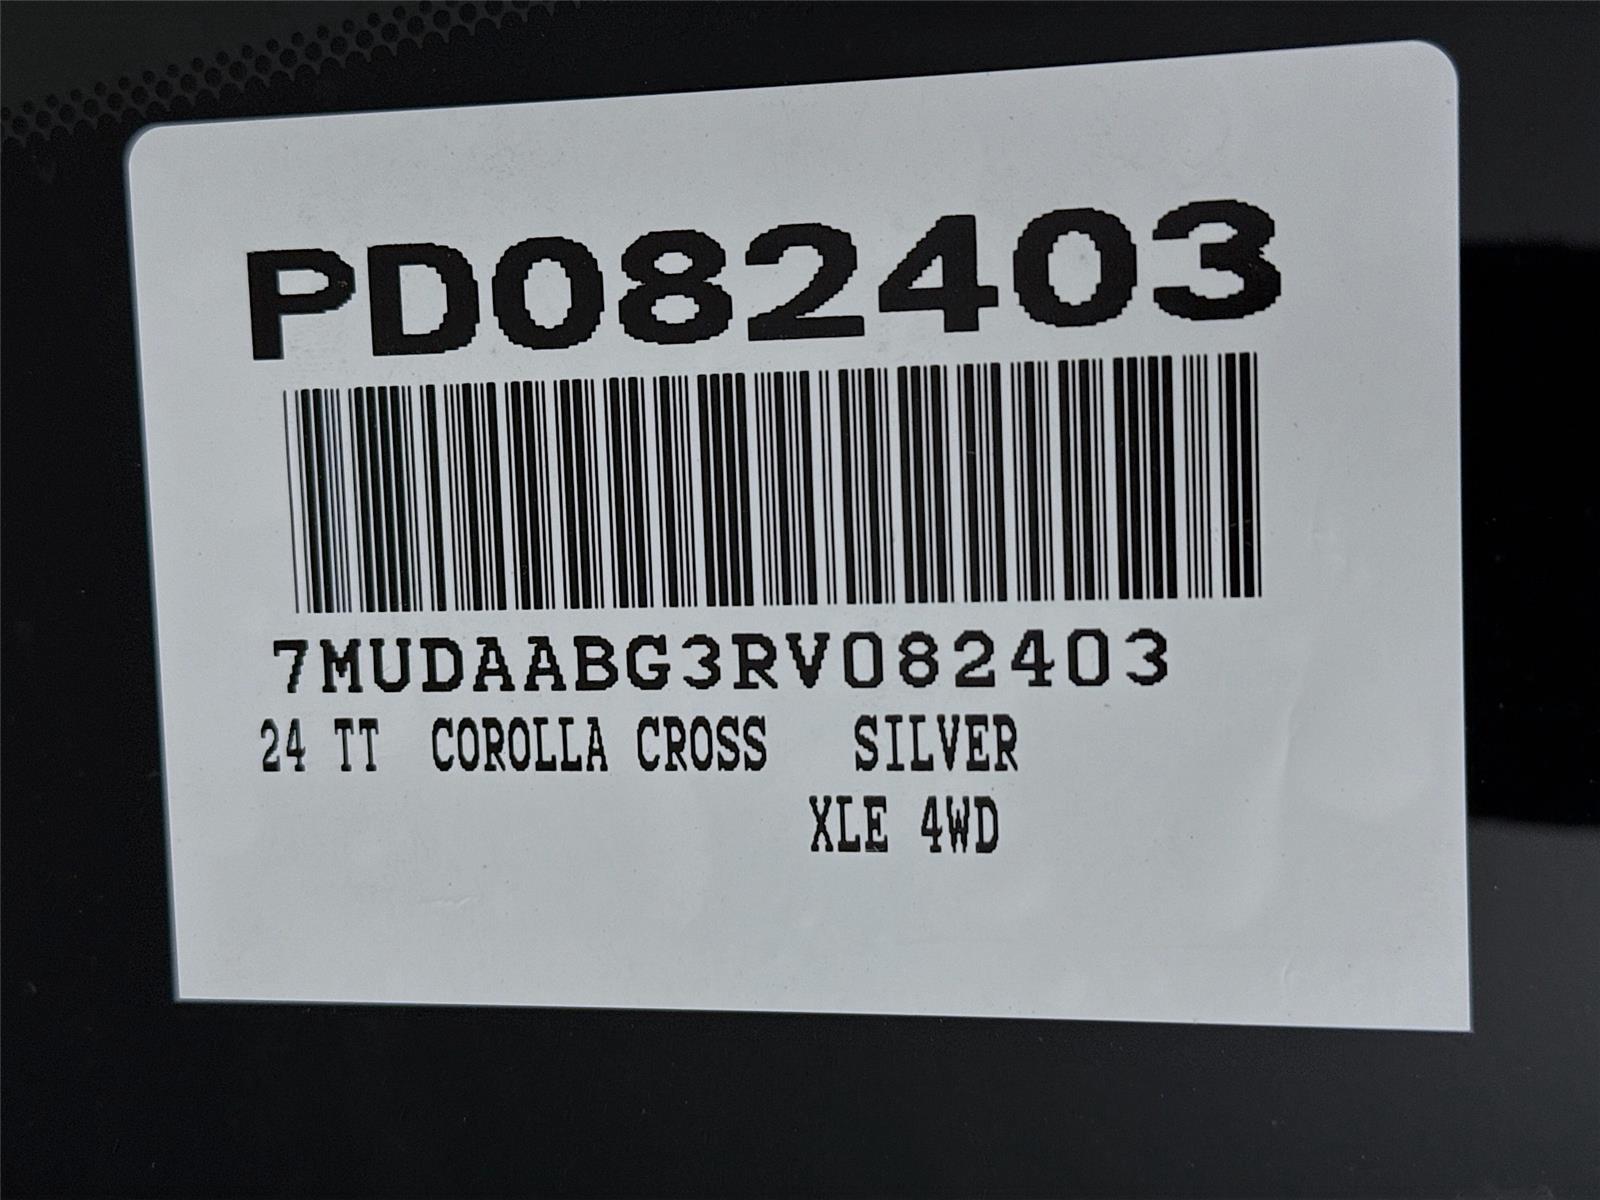 PD082403
7MUDAABG3RV082403
24 TT COROLLA CROSS SILVER
XLE 4WD